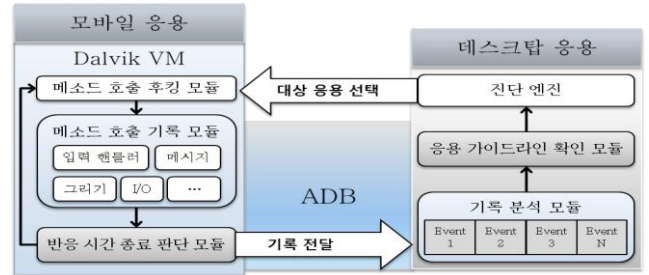 모바일 응용
Dalvik VM
메소드 호출 후킹 모듈
메소드 호출 기록 모듈
입력 핸들러
메시지
그리기
I/O
...
반응 시간 종료 판단 모듈
대상 응용 선택
ADB
기록 전달
데스크탑 응용
진단 엔진
응용 가이드라인 확인 모듈
기록 분석 모듈
Event
1
Event
2
Event
3
Event
N